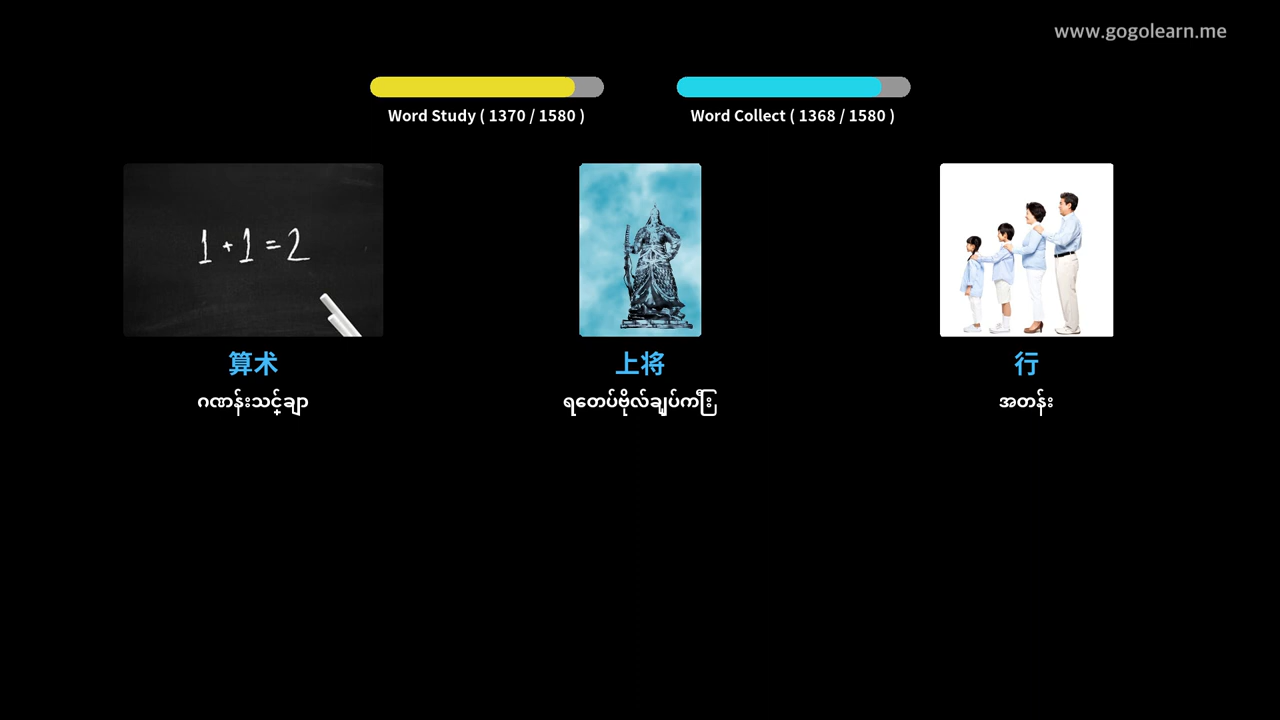 www.gogolearn.me
Word Study ( 1370 / 1580 )
Word Collect ( 1368 / 1580 )
1 + 1 = 2
算术
上将
行
ဂဏန်းသင်္ချာ
ရတေပ်ဗိုလ်ချုပ်ကြီး
အတန်း